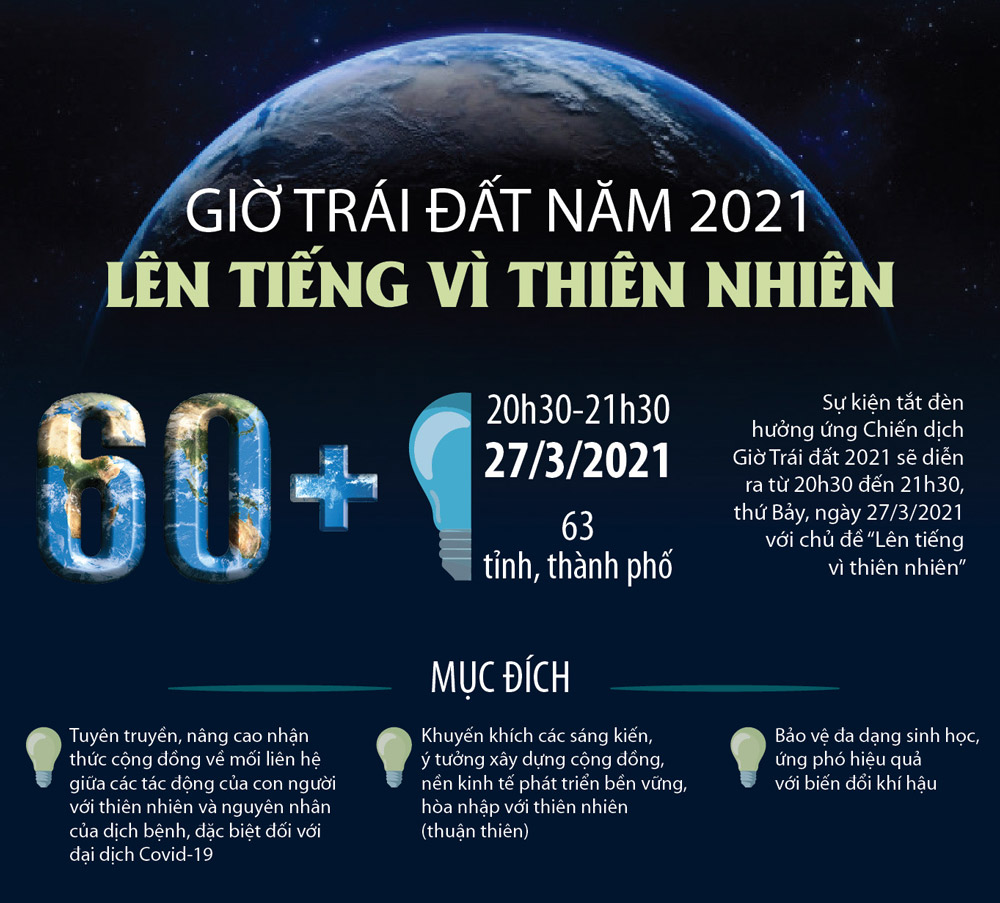 GIỜ TRÁI ĐẤT NĂM 2021
LÊN TIẾNG VÌ THIÊN NHIÊN
60+
20h30-21h30
27/3/2021
63
tỉnh, thành phố
Sự kiện tắt đèn
hưởng ứng Chiến dịch
Giờ Trái đất 2021 sẽ diễn
ra từ 20h30 đến 21h30,
thứ Bảy, ngày 27/3/2021
với chủ đề “Lên tiếng
vì thiên nhiên”
MỤC ĐÍCH
Tuyên truyền, nâng cao nhận
thức cộng đồng về mối liên hệ
giữa các tác động của con người
với thiên nhiên và nguyên nhân
của dịch bệnh, đặc biệt đối với
đại dịch Covid-19
Khuyến khích các sáng kiến,
ý tưởng xây dựng cộng đồng,
nền kinh tế phát triển bền vững,
hòa nhập với thiên nhiên
(thuận thiên)
Bảo vệ đa dạng sinh học,
ứng phó hiệu quả
với biến đổi khí hậu